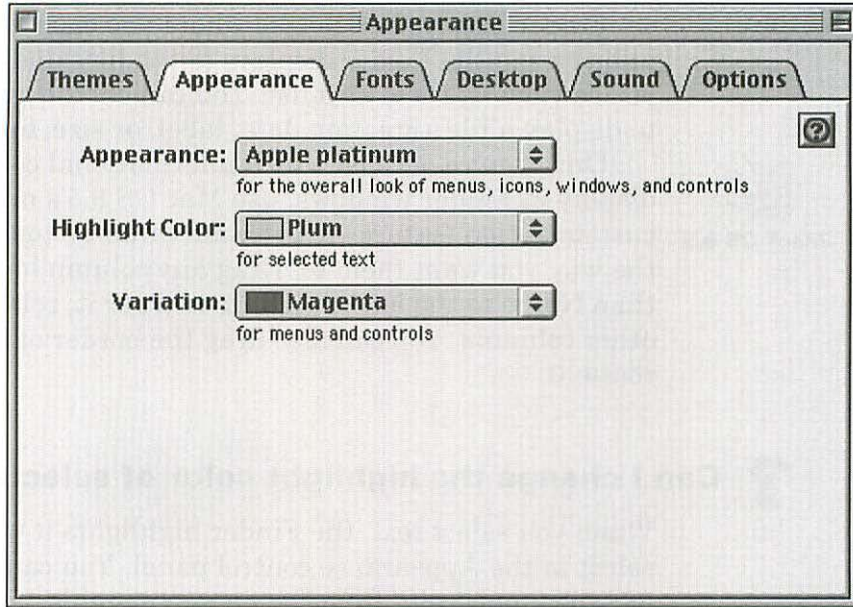 Appearance
Themes Appearance Fonts Desktop Sound Options
?
Appearance: Apple platinum
for the overall look of menus, icons, windows, and controls
Highlight Color: Plum
for selected text
Variation: Magenta
for menus and controls